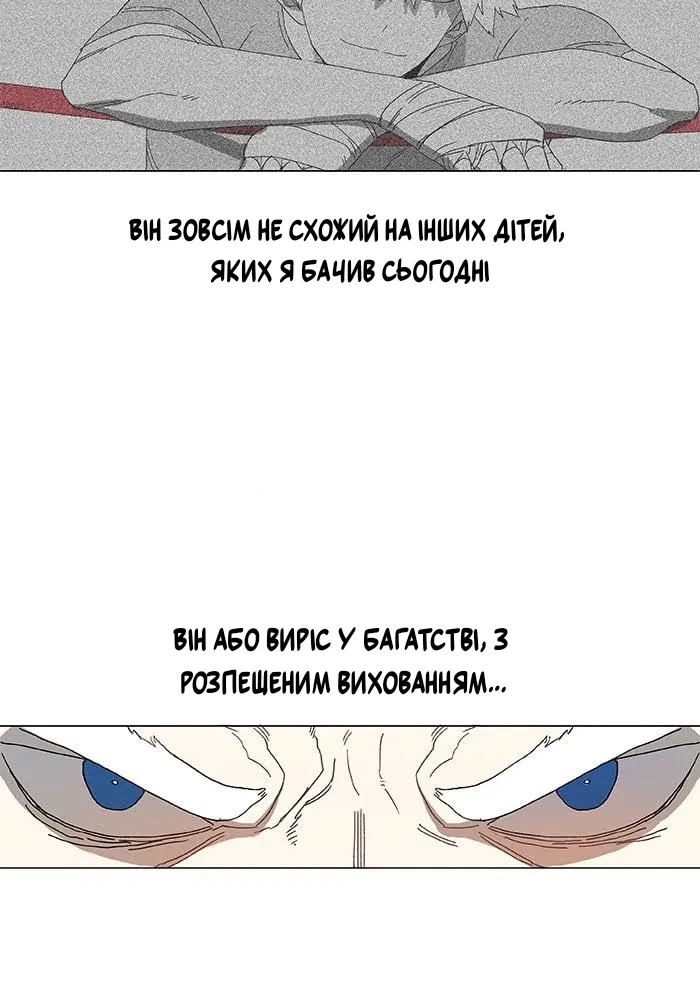 ВІН ЗОВСІМ НЕ СХОЖИЙ НА ІНШИХ ДІТЕЙ,
ЯКИХ Я БАЧИВ СЬОГОДНІ
ВІН АБО ВИРІС У БАГАТСТВІ, З
РОЗПЕЩЕНИМ ВИХОВАННЯМ...